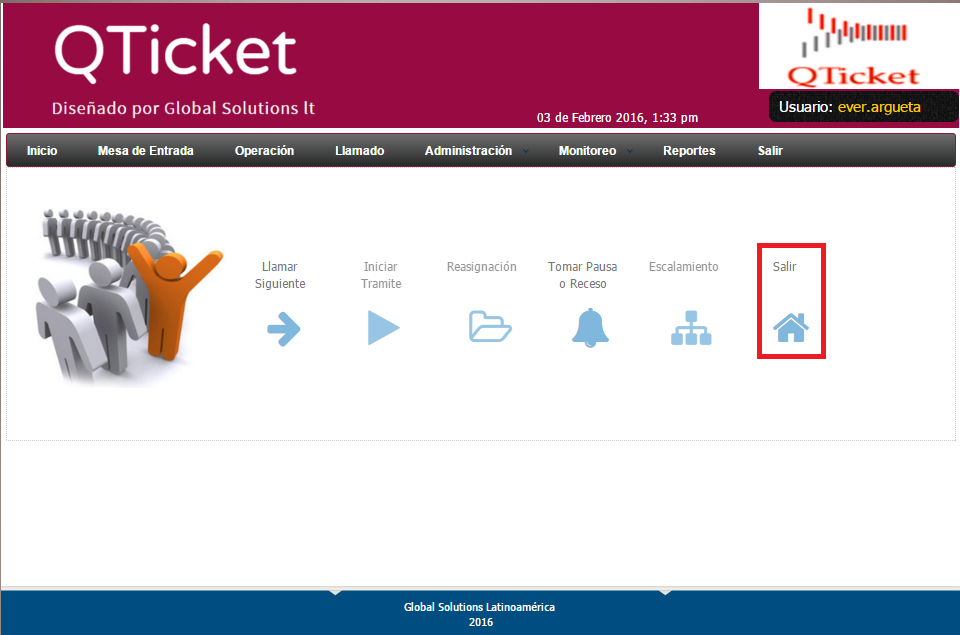 QTicket
Diseñado por Global Solutions lt
QTicket
Usuario: ever.argueta
03 de Febrero 2016, 1:33 pm
Inicio Mesa de Entrada Operación Llamado Administración Monitoreo Reportes Salir
Llamar Siguiente
Iniciar Tramite
Reasignación
Tomar Pausa o Receso
Escalamiento
Salir
Global Solutions Latinoamérica
2016